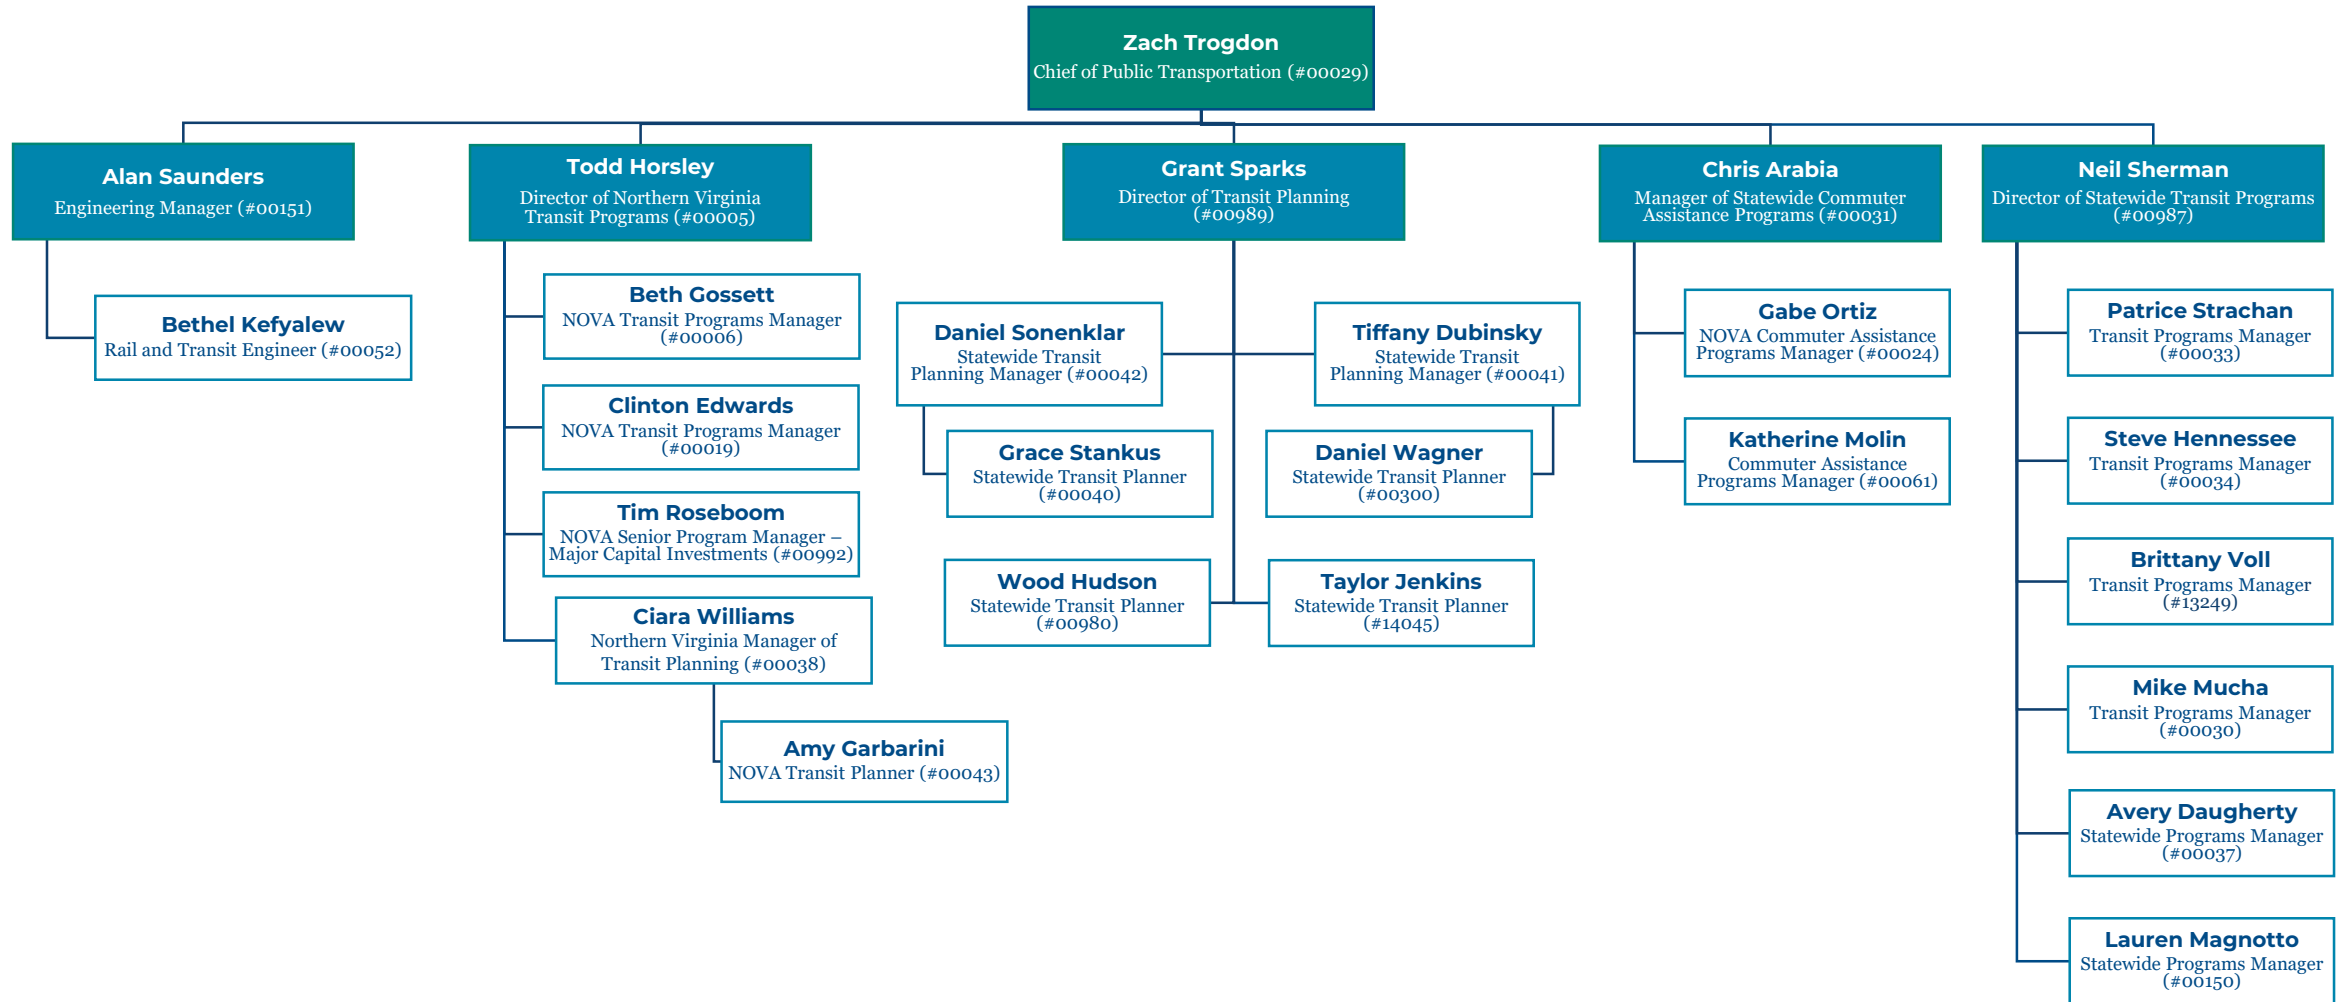 Zach Trogdon
Chief of Public Transportation (#00029)
Alan Saunders
Engineering Manager (#00151)
Bethel Kefyalew
Rail and Transit Engineer (#00052)
Todd Horsley
Director of Northern Virginia
Transit Programs (#00005)
Beth Gossett
NOVA Transit Programs Manager
(#00006)
Clinton Edwards
NOVA Transit Programs Manager
(#00019)
Tim Roseboom
NOVA Senior Program Manager –
Major Capital Investments (#00992)
Ciara Williams
Northern Virginia Manager of
Transit Planning (#00038)
Amy Garbarini
NOVA Transit Planner (#00043)
Grant Sparks
Director of Transit Planning
(#00989)
Daniel Sonenklar
Statewide Transit
Planning Manager (#00042)
Grace Stankus
Statewide Transit Planner
(#00040)
Tiffany Dubinsky
Statewide Transit
Planning Manager (#00041)
Daniel Wagner
Statewide Transit Planner
(#00300)
Wood Hudson
Statewide Transit Planner
(#00980)
Taylor Jenkins
Statewide Transit Planner
(#14045)
Chris Arabia
Manager of Statewide Commuter
Assistance Programs (#00031)
Gabe Ortiz
NOVA Commuter Assistance
Programs Manager (#00024)
Katherine Molin
Commuter Assistance
Programs Manager (#00061)
Neil Sherman
Director of Statewide Transit Programs
(#00987)
Patrice Strachan
Transit Programs Manager
(#00033)
Steve Hennessee
Transit Programs Manager
(#00034)
Brittany Voll
Transit Programs Manager
(#13249)
Mike Mucha
Transit Programs Manager
(#00030)
Avery Daugherty
Statewide Programs Manager
(#00037)
Lauren Magnotto
Statewide Programs Manager
(#00150)